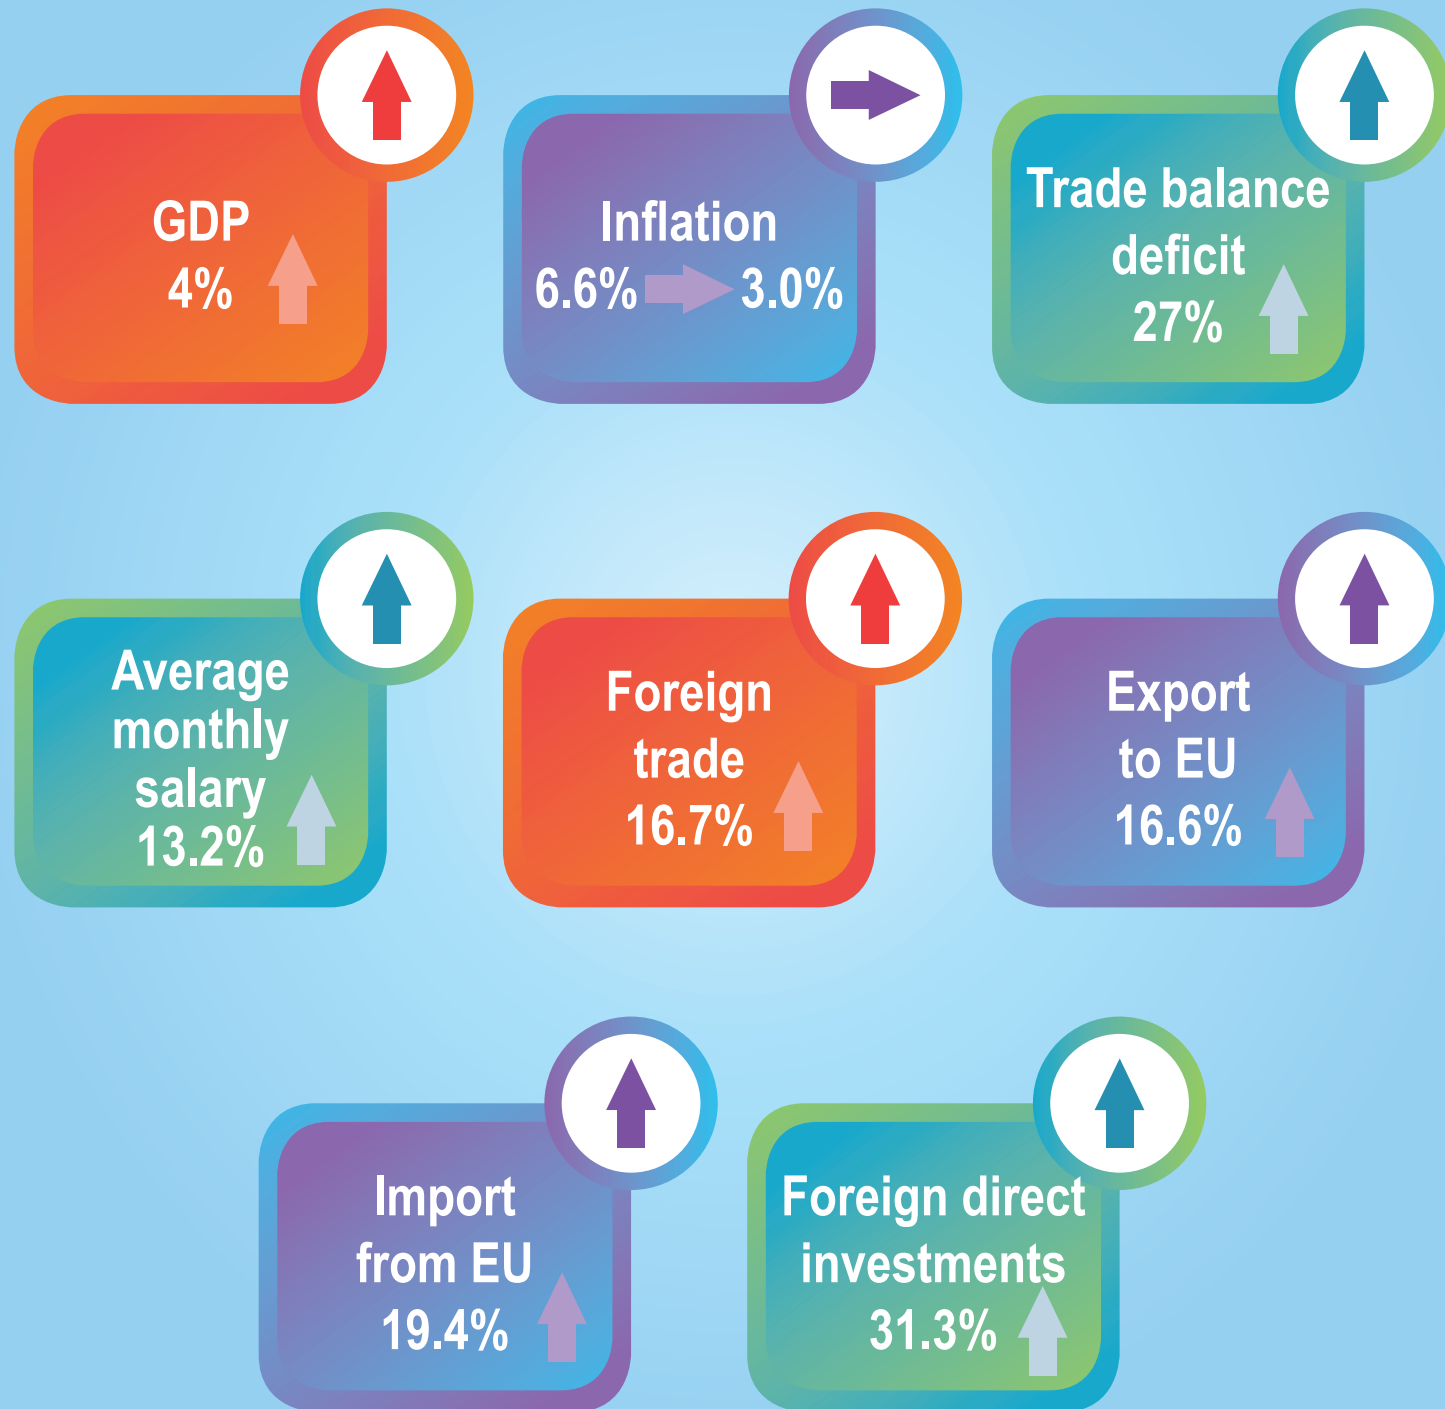 GDP
4%
Inflation
6.6% 3.0%
Trade balance
deficit
27%
Average
monthly
salary
13.2%
Foreign
trade
16.7%
Export
to EU
16.6%
Import
from EU
19.4%
Foreign direct
investments
31.3%